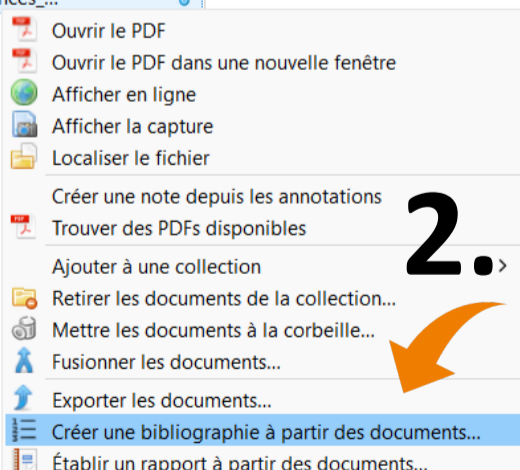 Ouvrir le PDF
Ouvrir le PDF dans une nouvelle fenêtre
Afficher en ligne
Afficher la capture
Localiser le fichier
Créer une note depuis les annotations
Trouver des PDFs disponibles
2.
Ajouter à une collection
Retirer les documents de la collection...
Mettre les documents à la corbeille...
Fusionner les documents...
Exporter les documents...
Créer une bibliographie à partir des documents...
Établir un rapport à partir des documents...